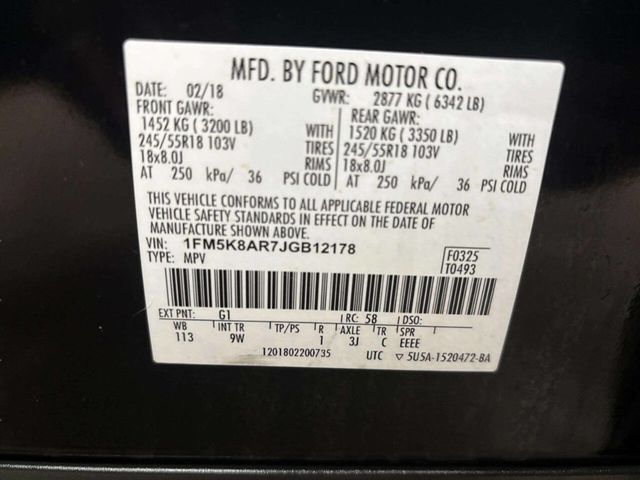 MFD. BY FORD MOTOR CO.
DATE: 02/18 GVWR: 2877 KG ( 6342 LB)
FRONT GAWR: REAR GAWR:
1452 KG ( 3200 LB) WITH 1520 KG ( 3350 LB) WITH
245/55R18 103V TIRES 245/55R18 103V TIRES
18x8.0J RIMS 18x8.0J RIMS
AT 250 kPa/ 36 PSI COLD AT 250 kPa/ 36 PSI COLD
THIS VEHICLE CONFORMS TO ALL APPLICABLE FEDERAL MOTOR
VEHICLE SAFETY STANDARDS IN EFFECT ON THE DATE OF
MANUFACTURE SHOWN ABOVE.
VIN: 1FM5K8AR7JGB12178 F0325
TYPE: MPV T0493
EXT PNT: G1 RC: 58 DSO:
WB INT TR TP/PS R AXLE TR SPR
113 9W 1 3J C EEEE
1201802200735 UTC ▽ 5U5A-1520472-BA